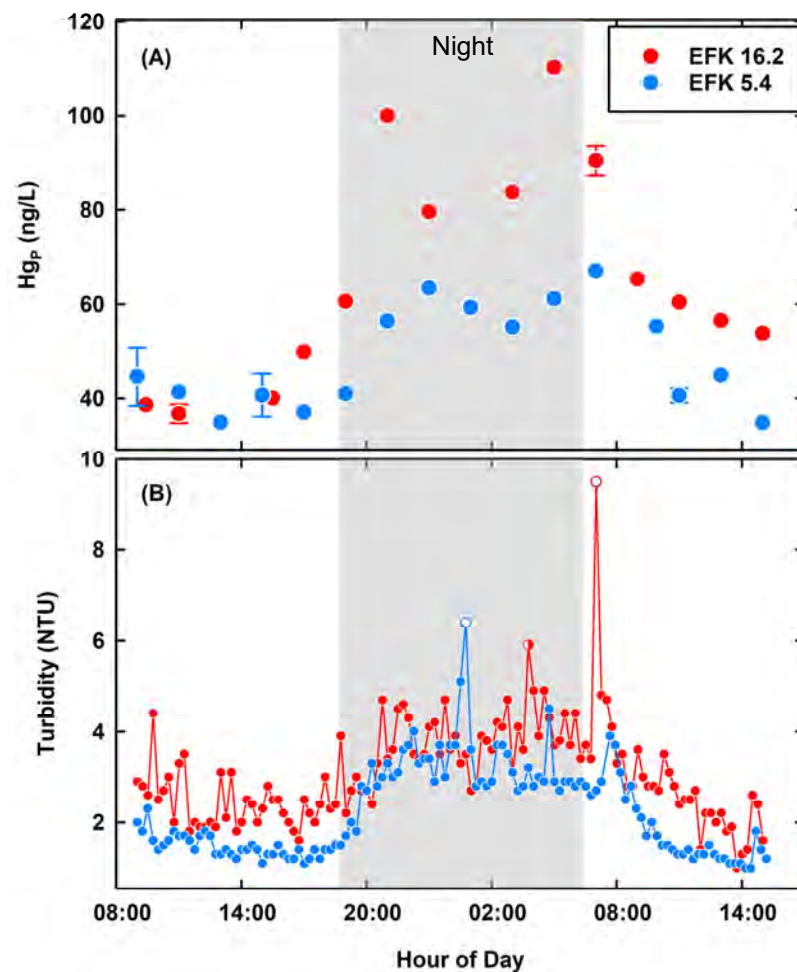 120
100
80
60
40
Hgₚ (ng/L)
(A)
Night
EFK 16.2
EFK 5.4
10
8
6
4
2
Turbidity (NTU)
(B)
08:00 14:00 20:00 02:00 08:00 14:00
Hour of Day